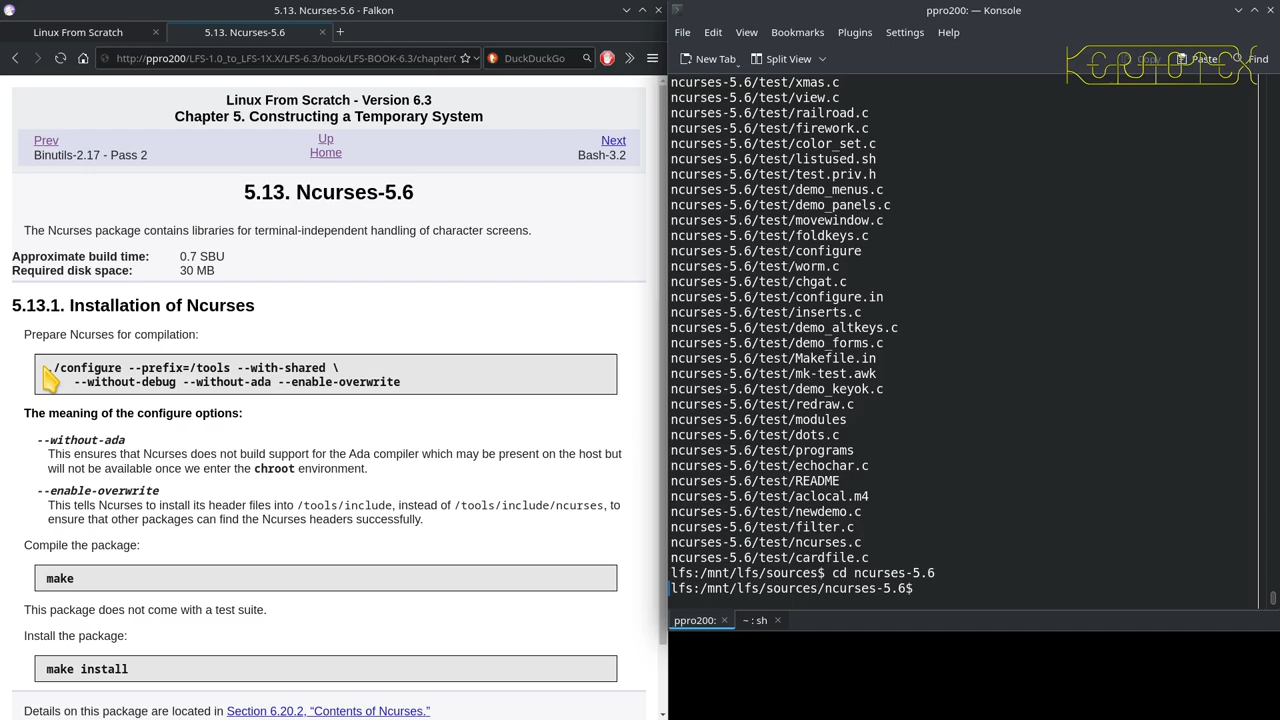 5.13. Ncurses-5.6 - Falkon
Linux From Scratch
5.13. Ncurses-5.6
http://ppro200/LFS-1.0_to_LFS-1X.X/LFS-6.3/book/LFS-BOOK-6.3/chapter(
DuckDuckGo
Linux From Scratch - Version 6.3
Chapter 5. Constructing a Temporary System
Prev
Up
Next
Binutils-2.17 - Pass 2
Home
Bash-3.2
5.13. Ncurses-5.6
The Ncurses package contains libraries for terminal-independent handling of character screens.
Approximate build time: 0.7 SBU
Required disk space: 30 MB
5.13.1. Installation of Ncurses
Prepare Ncurses for compilation:
./configure --prefix=/tools --with-shared \
--without-debug --without-ada --enable-overwrite
The meaning of the configure options:
--without-ada
This ensures that Ncurses does not build support for the Ada compiler which may be present on the host but
will not be available once we enter the chroot environment.
--enable-overwrite
This tells Ncurses to install its header files into /tools/include, instead of /tools/include/ncurses, to
ensure that other packages can find the Ncurses headers successfully.
Compile the package:
make
This package does not come with a test suite.
Install the package:
make install
Details on this package are located in Section 6.20.2, “Contents of Ncurses.”
ppro200: — Konsole
File Edit View Bookmarks Plugins Settings Help
New Tab Split View Copy Paste Find
ncurses-5.6/test/xmas.c
ncurses-5.6/test/view.c
ncurses-5.6/test/railroad.c
ncurses-5.6/test/firework.c
ncurses-5.6/test/color_set.c
ncurses-5.6/test/listused.sh
ncurses-5.6/test/test.priv.h
ncurses-5.6/test/demo_menus.c
ncurses-5.6/test/demo_panels.c
ncurses-5.6/test/movewindow.c
ncurses-5.6/test/foldkeys.c
ncurses-5.6/test/configure
ncurses-5.6/test/worm.c
ncurses-5.6/test/chgat.c
ncurses-5.6/test/configure.in
ncurses-5.6/test/inserts.c
ncurses-5.6/test/demo_altkeys.c
ncurses-5.6/test/demo_forms.c
ncurses-5.6/test/Makefile.in
ncurses-5.6/test/mk-test.awk
ncurses-5.6/test/demo_keyok.c
ncurses-5.6/test/redraw.c
ncurses-5.6/test/modules
ncurses-5.6/test/dots.c
ncurses-5.6/test/programs
ncurses-5.6/test/echochar.c
ncurses-5.6/test/README
ncurses-5.6/test/aclocal.m4
ncurses-5.6/test/newdemo.c
ncurses-5.6/test/filter.c
ncurses-5.6/test/ncurses.c
ncurses-5.6/test/cardfile.c
lfs:/mnt/lfs/sources$ cd ncurses-5.6
lfs:/mnt/lfs/sources/ncurses-5.6$
ppro200:
~ : sh